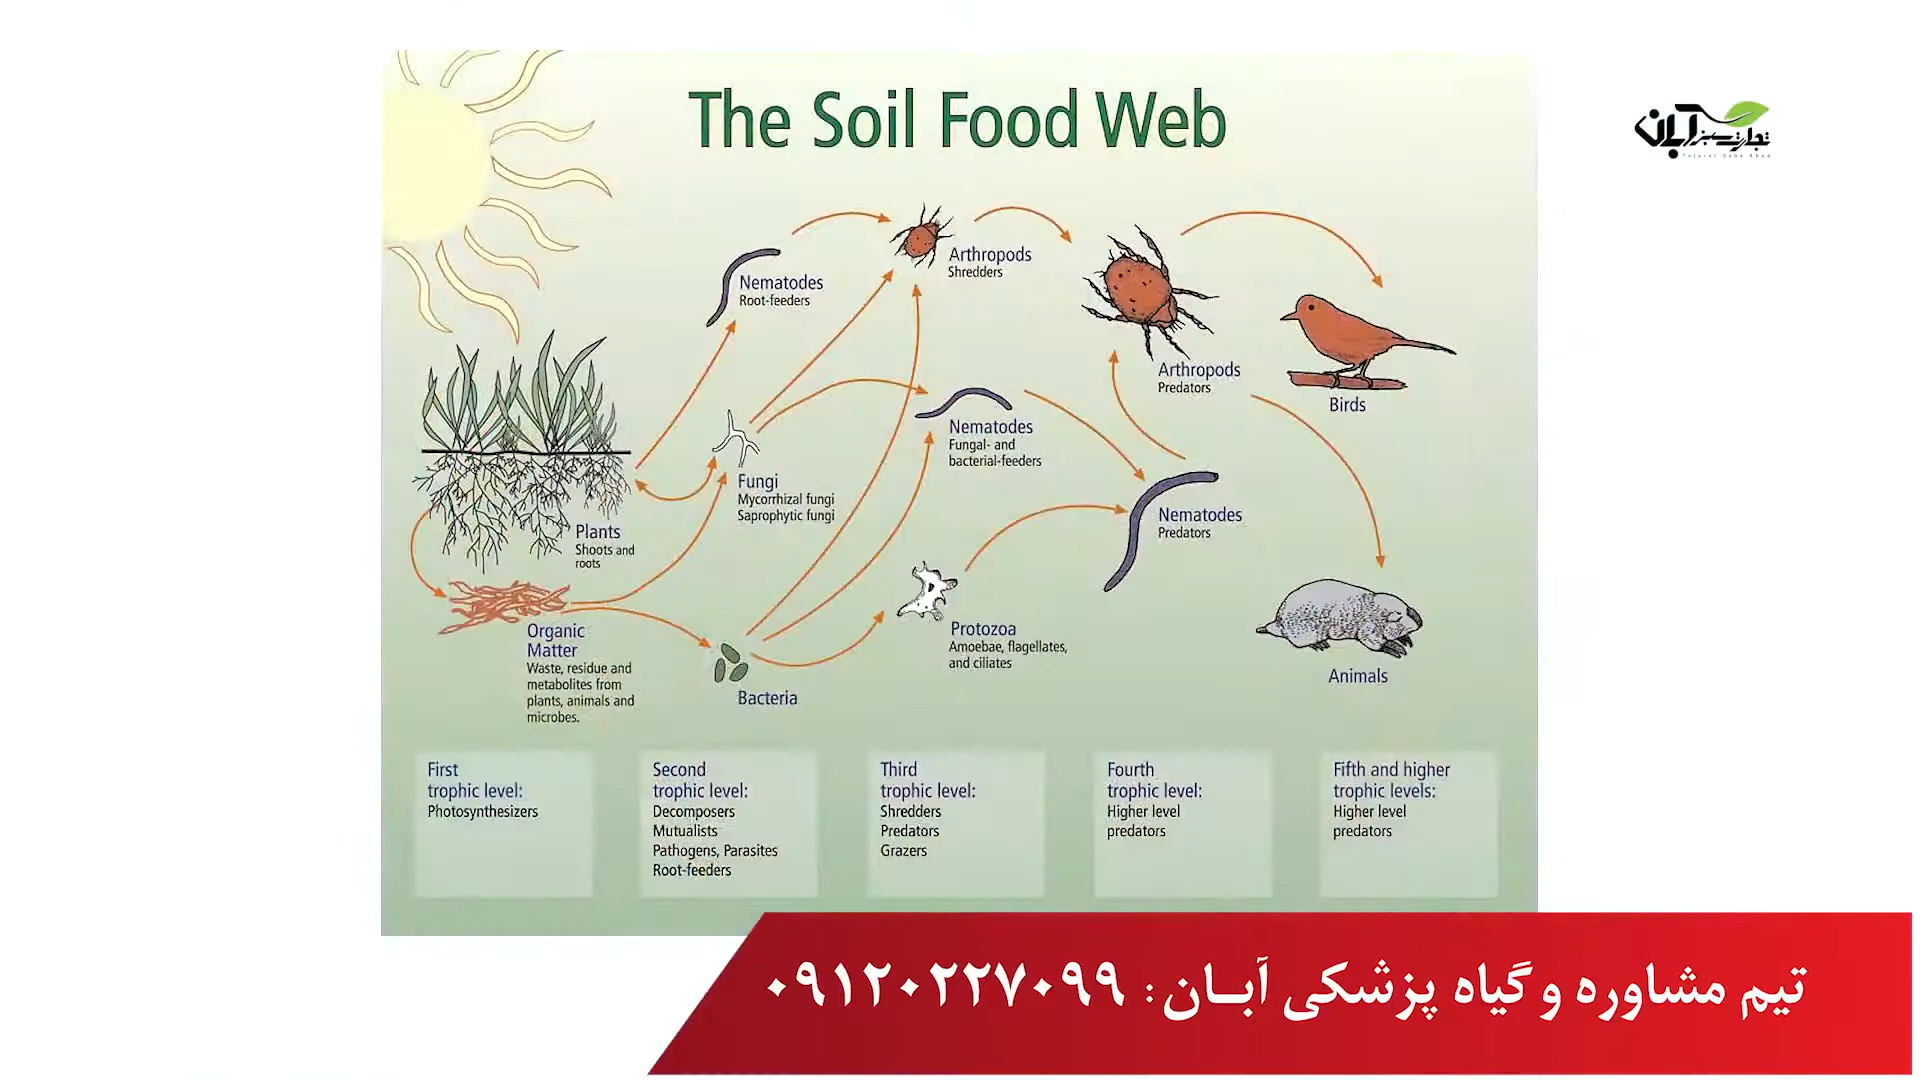 The Soil Food Web
آبان
تجارت سبز
Tejarat Sabz Aban
Arthropods
Shredders
Nematodes
Root-feeders
Arthropods
Predators
Birds
Nematodes
Fungal- and
bacterial-feeders
Fungi
Mycorrhizal fungi
Saprophytic fungi
Nematodes
Predators
Plants
Shoots and
roots
Organic
Matter
Waste, residue and
metabolites from
plants, animals and
microbes.
Protozoa
Amoebae, flagellates,
and ciliates
Bacteria
Animals
First
trophic level:
Photosynthesizers
Second
trophic level:
Decomposers
Mutualists
Pathogens, Parasites
Root-feeders
Third
trophic level:
Shredders
Predators
Grazers
Fourth
trophic level:
Higher level
predators
Fifth and higher
trophic levels:
Higher level
predators
تیم مشاوره و گیاه پزشکی آبـان: ۰۹۱۲۰۲۲۷۰۹۹